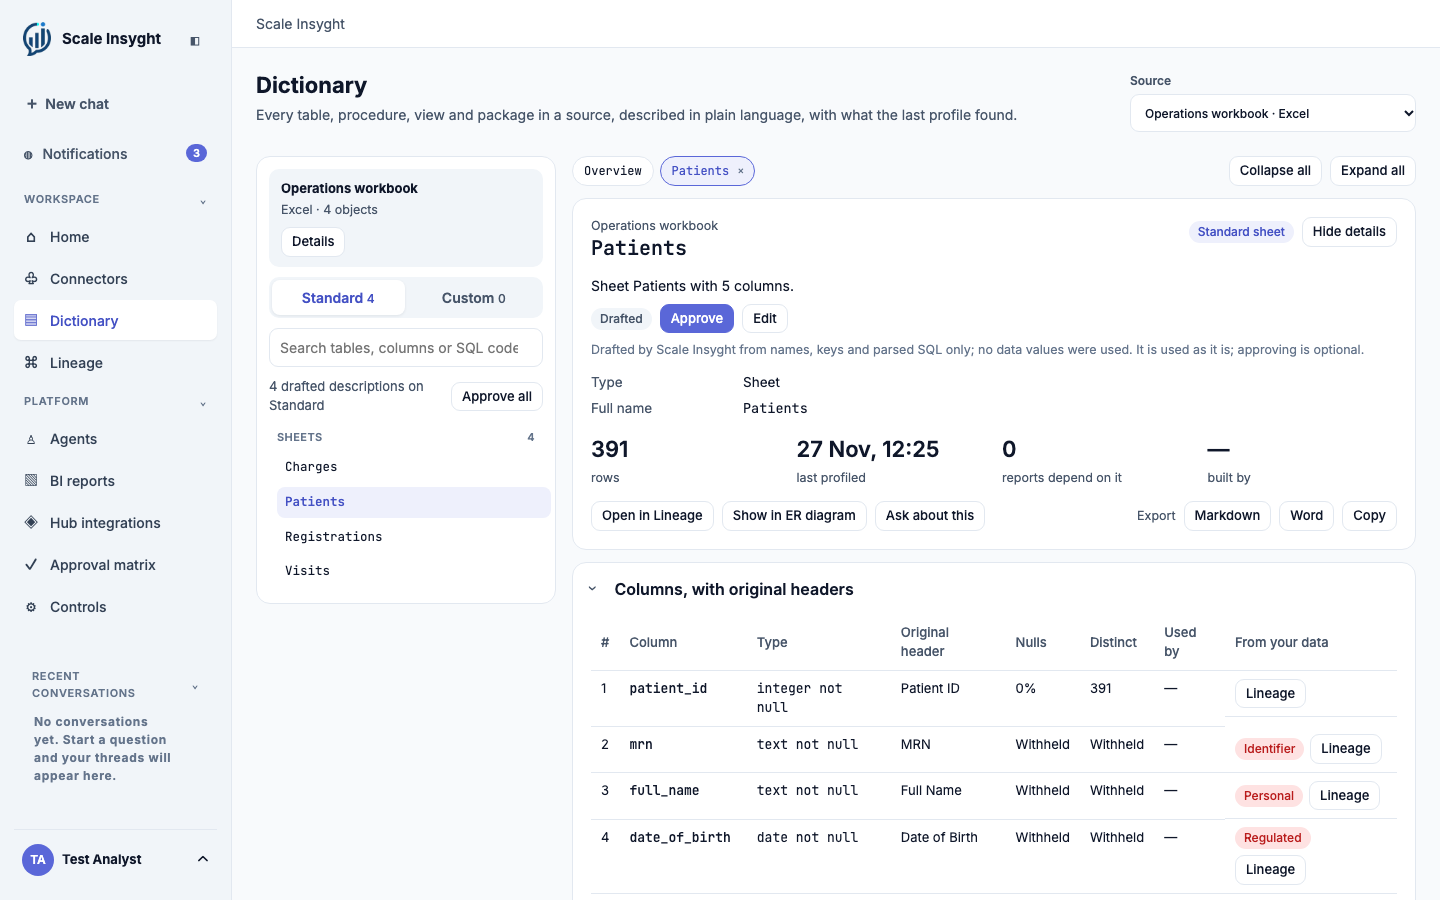 Scale Insyght
+ New chat
Notifications 3
WORKSPACE
Home
Connectors
Dictionary
Lineage
PLATFORM
Agents
BI reports
Hub integrations
Approval matrix
Controls
RECENT
CONVERSATIONS
No conversations
yet. Start a question
and your threads will
appear here.
TA Test Analyst
Scale Insyght
Dictionary
Every table, procedure, view and package in a source, described in plain language, with what the last profile found.
Source
Operations workbook · Excel
Operations workbook
Excel · 4 objects
Details
Standard 4 Custom 0
Search tables, columns or SQL code
4 drafted descriptions on
Standard
Approve all
SHEETS 4
Charges
Patients
Registrations
Visits
Overview Patients × Collapse all Expand all
Operations workbook
Patients
Standard sheet Hide details
Sheet Patients with 5 columns.
Drafted Approve Edit
Drafted by Scale Insyght from names, keys and parsed SQL only; no data values were used. It is used as it is; approving is optional.
Type Sheet
Full name Patients
391 27 Nov, 12:25 0 —
rows last profiled reports depend on it built by
Open in Lineage Show in ER diagram Ask about this Export Markdown Word Copy
Columns, with original headers
# Column Type Original header Nulls Distinct Used by From your data
1 patient_id integer not null Patient ID 0% 391 — Lineage
2 mrn text not null MRN Withheld Withheld — Identifier Lineage
3 full_name text not null Full Name Withheld Withheld — Personal Lineage
4 date_of_birth date not null Date of Birth Withheld Withheld — Regulated Lineage